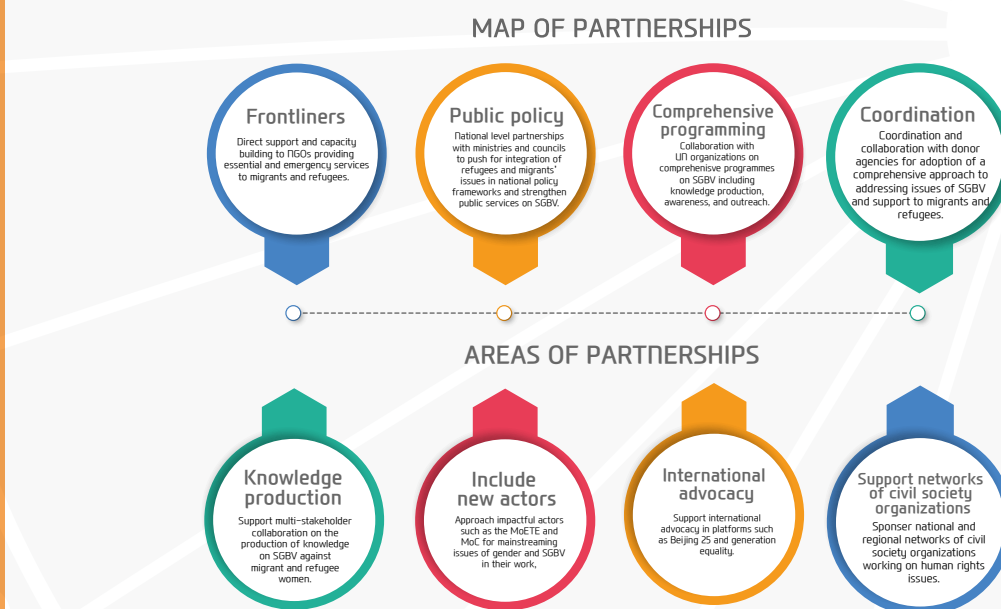 MAP OF PARTNERSHIPS
Frontliners
Direct support and capacity
building to NGOs providing
essential and emergency services
to migrants and refugees.
Public policy
National level partnerships
with ministries and councils
to push for integration of
refugees and migrants'
issues in national policy
frameworks and strengthen
public services on SGBV.
Comprehensive
programming
Collaboration with
UN organizations on
comprehensive programmes
on SGBV including
knowledge production,
awareness, and outreach.
Coordination
Coordination and
collaboration with donor
agencies for adoption of a
comprehensive approach to
addressing issues of SGBV
and support to migrants and
refugees.
AREAS OF PARTNERSHIPS
Knowledge
production
Support multi-stakeholder
collaboration on the
production of knowledge
on SGBV against
migrant and refugee
women.
Include
new actors
Approach impactful actors
such as the MoETE and
MoC for mainstreaming
issues of gender and SGBV
in their work,
International
advocacy
Support international
advocacy in platforms such
as Beijing 25 and generation
equality.
Support networks
of civil society
organizations
Sponser national and
regional networks of civil
society organizations
working on human rights
issues.